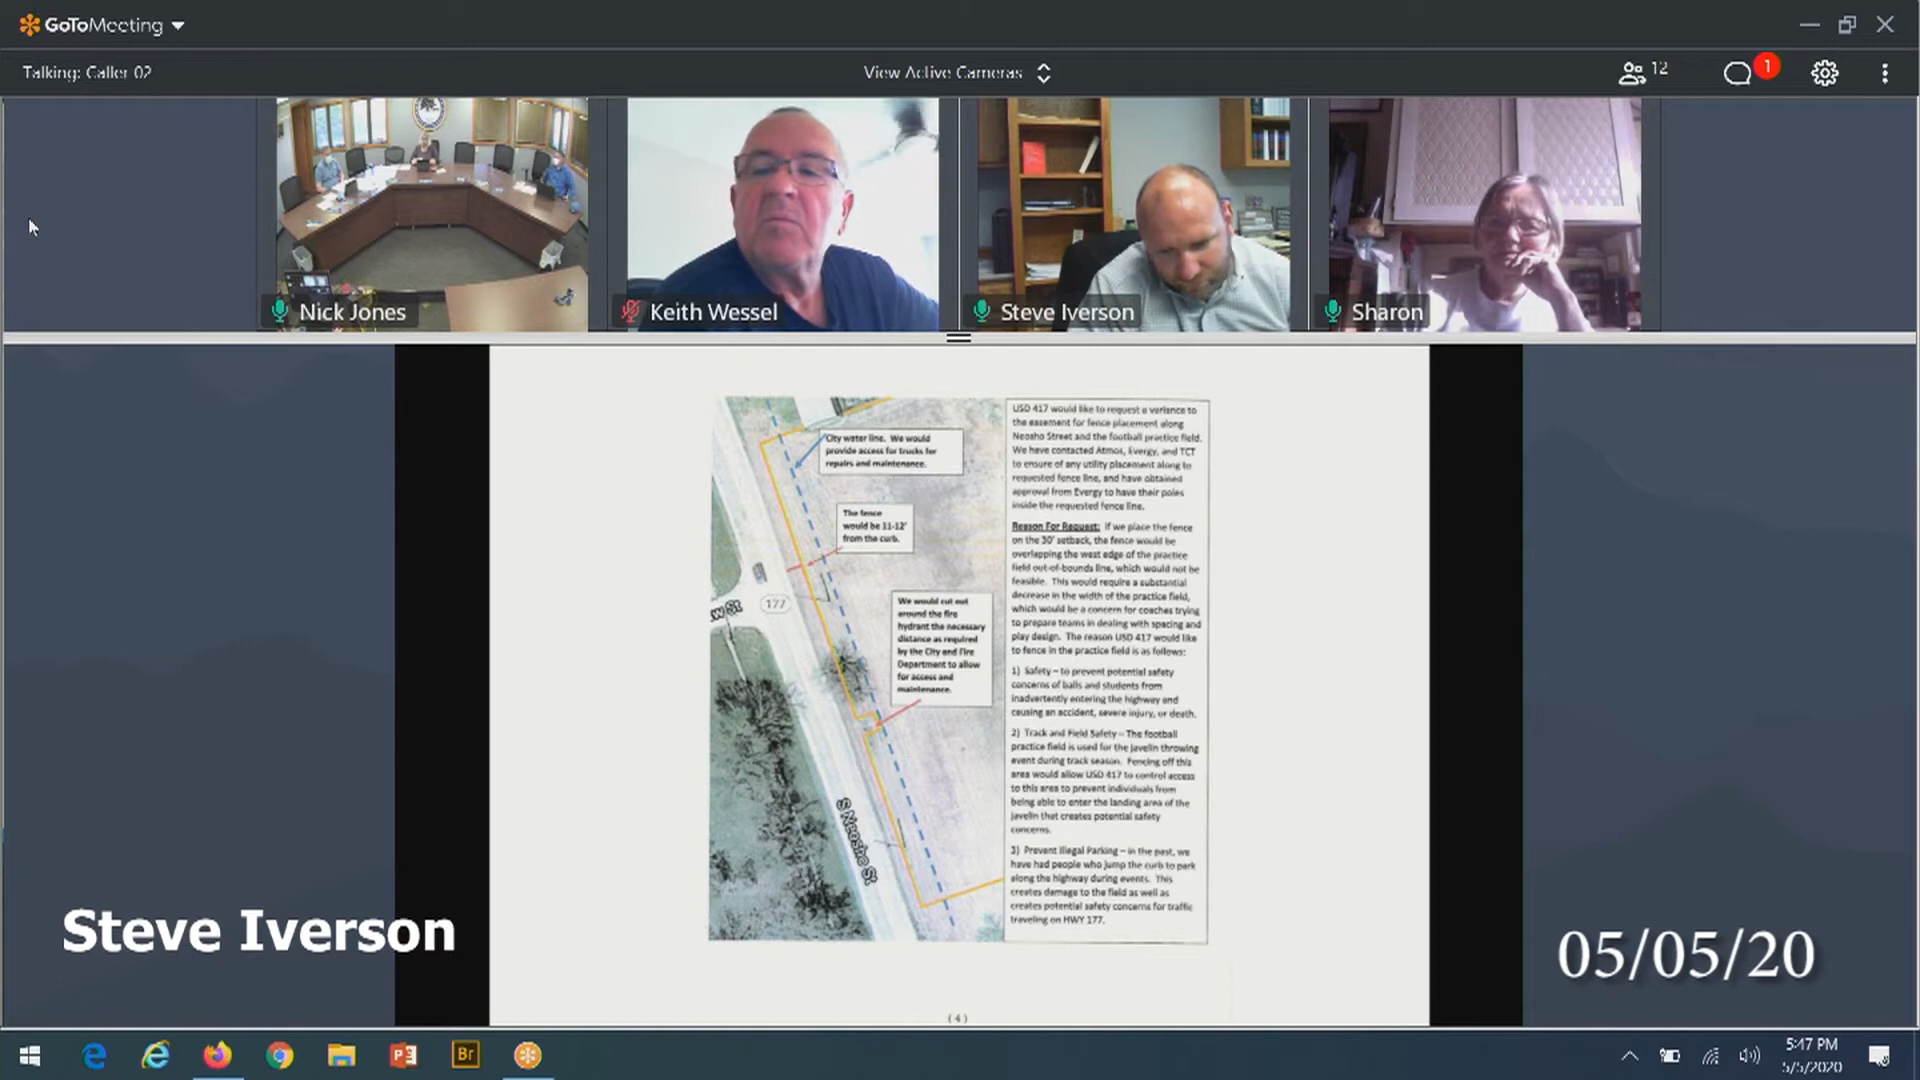 GoToMeeting
Talking: Caller 02
View Active Cameras
12
1
Nick Jones
Keith Wessel
Steve Iverson
Sharon
City water line. We would
provide access for trucks for
repairs and maintenance.
The fence
would be 11-12'
from the curb.
177
W St
We would cut out
around the fire
hydrant the necessary
distance as required
by the City and Fire
Department to allow
for access and
maintenance.
S Neosho St
USD 417 would like to request a variance to
the easement for fence placement along
Neosho Street and the football practice field.
We have contacted Atmos, Evergy, and TCT
to ensure of any utility placement along to
requested fence line, and have obtained
approval from Evergy to have their poles
inside the requested fence line.
Reason For Request: If we place the fence
on the 30' setback, the fence would be
overlapping the west edge of the practice
field out-of-bounds line, which would not be
feasible. This would require a substantial
decrease in the width of the practice field,
which would be a concern for coaches trying
to prepare teams in dealing with spacing and
play design. The reason USD 417 would like
to fence in the practice field is as follows:
1) Safety – to prevent potential safety
concerns of balls and students from
inadvertently entering the highway and
causing an accident, severe injury, or death.
2) Track and Field Safety – The football
practice field is used for the javelin throwing
event during track season. Fencing off this
area would allow USD 417 to control access
to this area to prevent individuals from
being able to enter the landing area of the
javelin that creates potential safety
concerns.
3) Prevent Illegal Parking – in the past, we
have had people who jump the curb to park
along the highway during events. This
creates damage to the field as well as
creates potential safety concerns for traffic
traveling on HWY 177.
(4)
Steve Iverson
05/05/20
Br
5:47 PM
5/5/2020